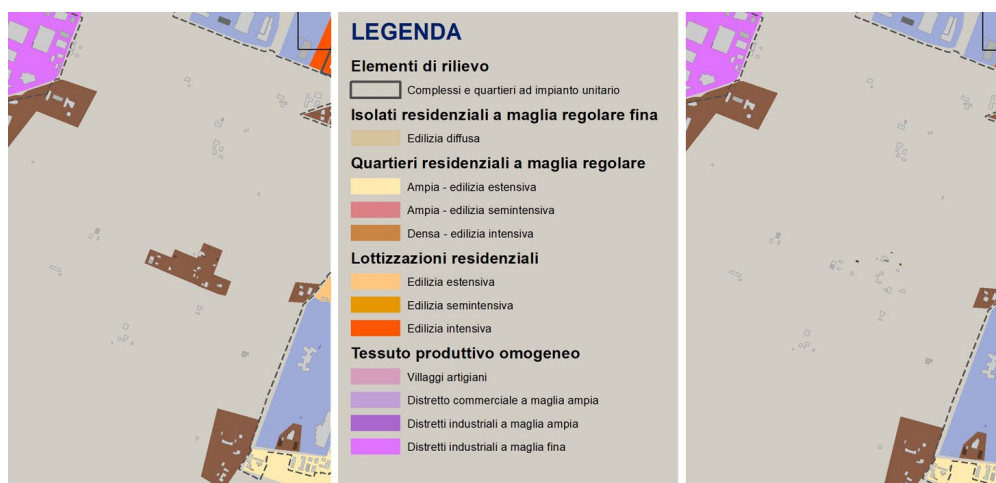 LEGENDA
Elementi di rilievo
Complessi e quartieri ad impianto unitario
Isolati residenziali a maglia regolare fina
Edilizia diffusa
Quartieri residenziali a maglia regolare
Ampia - edilizia estensiva
Ampia - edilizia semintensiva
Densa - edilizia intensiva
Lottizzazioni residenziali
Edilizia estensiva
Edilizia semintensiva
Edilizia intensiva
Tessuto produttivo omogeneo
Villaggi artigiani
Distretto commerciale a maglia ampia
Distretti industriali a maglia ampia
Distretti industriali a maglia fina